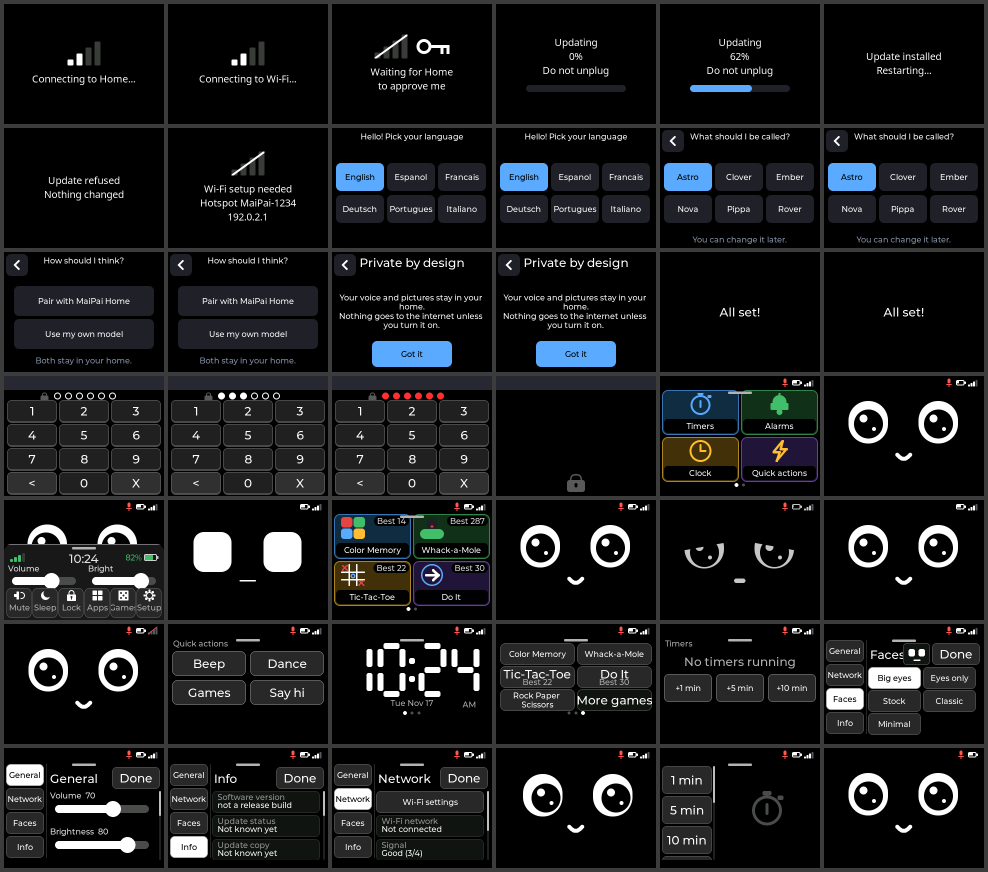 Connecting to Home...
Connecting to Wi-Fi...
Waiting for Home
to approve me
Updating
0%
Do not unplug
Updating
62%
Do not unplug
Update installed
Restarting...
Update refused
Nothing changed
Wi-Fi setup needed
Hotspot MaiPai-1234
192.0.2.1
Hello! Pick your language
English Espanol Francais
Deutsch Portugues Italiano
Hello! Pick your language
English Espanol Francais
Deutsch Portugues Italiano
What should I be called?
Astro Clover Ember
Nova Pippa Rover
You can change it later.
What should I be called?
Astro Clover Ember
Nova Pippa Rover
You can change it later.
How should I think?
Pair with MaiPai Home
Use my own model
Both stay in your home.
How should I think?
Pair with MaiPai Home
Use my own model
Both stay in your home.
Private by design
Your voice and pictures stay in your
home.
Nothing goes to the internet unless
you turn it on.
Got it
Private by design
Your voice and pictures stay in your
home.
Nothing goes to the internet unless
you turn it on.
Got it
All set!
All set!
1 2 3
4 5 6
7 8 9
< 0 X
1 2 3
4 5 6
7 8 9
< 0 X
1 2 3
4 5 6
7 8 9
< 0 X
Timers Alarms
Clock Quick actions
10:24 82%
Volume Bright
Mute Sleep Lock Apps Games Setup
Best 14 Best 287
Color Memory Whack-a-Mole
Best 22 Best 30
Tic-Tac-Toe Do It
Quick actions
Beep Dance
Games Say hi
10:24
Tue Nov 17 AM
Color Memory Whack-a-Mole
Tic-Tac-Toe Do It
Best 22 Best 30
Rock Paper
Scissors
More games
Timers
No timers running
+1 min +5 min +10 min
General Faces Done
Network Big eyes Eyes only
Faces Stock Classic
Info Minimal
General General Done
Network Volume 70
Faces
Brightness 80
Info
General Info Done
Network Software version
not a release build
Faces Update status
Not known yet
Info Update copy
Not known yet
General Network Done
Network Wi-Fi settings
Faces Wi-Fi network
Not connected
Info Signal
Good (3/4)
1 min
5 min
10 min